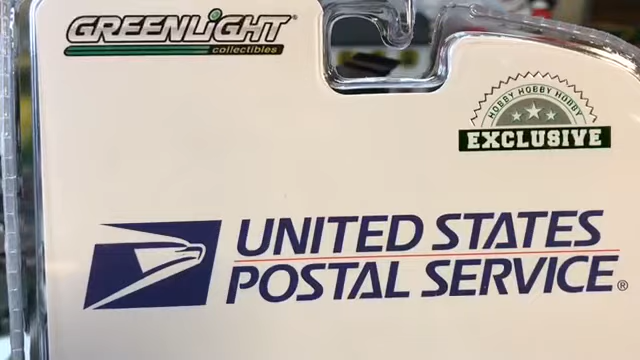 GREENLIGHT®
collectibles
HOBBY HOBBY HOBBY
EXCLUSIVE
UNITED STATES
POSTAL SERVICE®